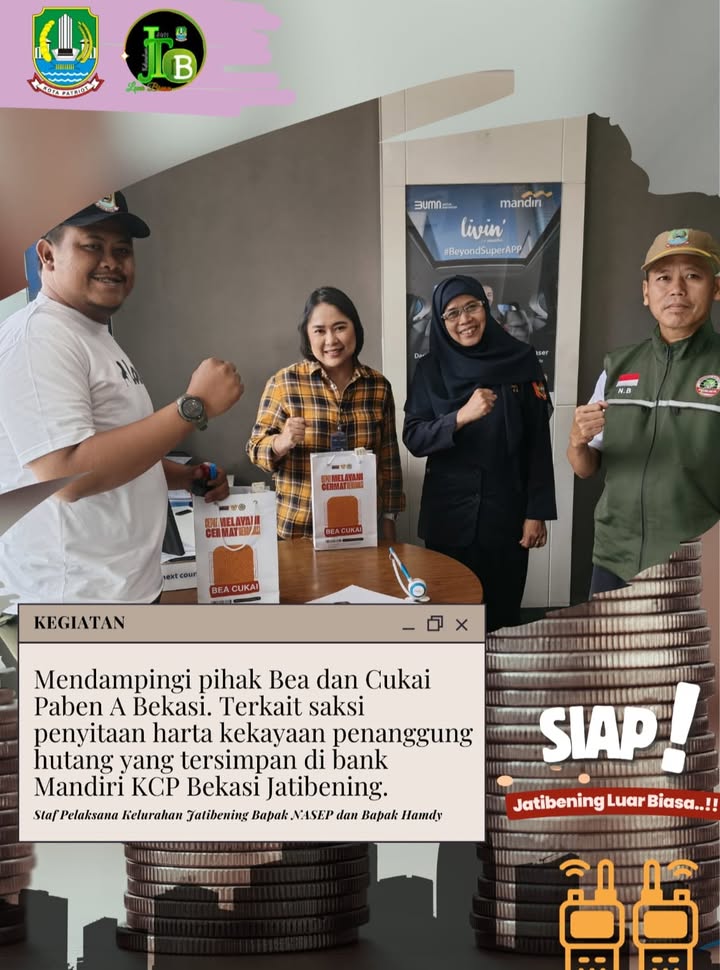 KOTA PATRIOT
JTB
BUMN
mandiri
livin'
#BeyondSuperAPP
N.B
MELAYANI
CERMAT
BEA CUKAI
MELAYANI
CERMAT
BEA CUKAI
next
KEGIATAN
Mendampingi pihak Bea dan Cukai
Paben A Bekasi. Terkait saksi
penyitaan harta kekayaan penanggung
hutang yang tersimpan di bank
Mandiri KCP Bekasi Jatibening.
Staf Pelaksana Kelurahan Jatibening Bapak NASEP dan Bapak Hamdy
SIAP!
Jatibening Luar Biasa..!!